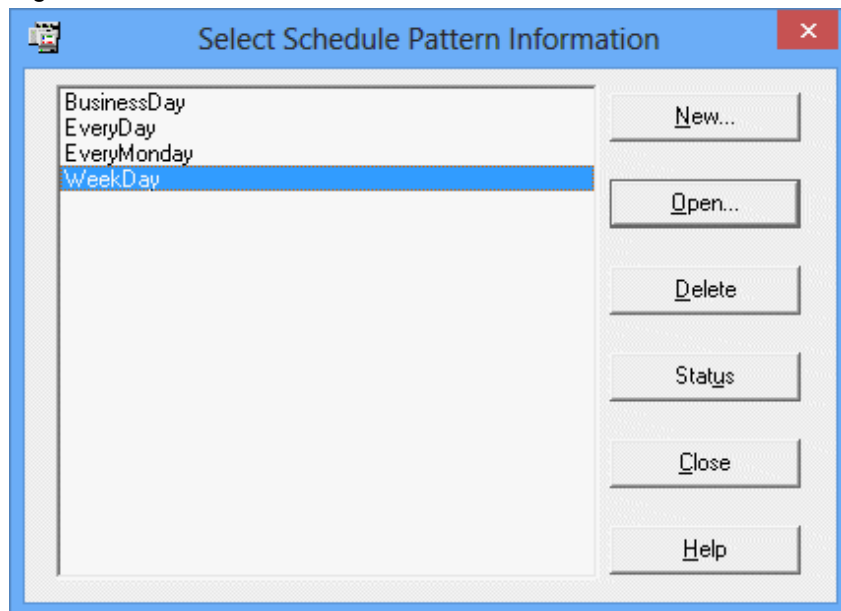 Select Schedule Pattern Information
BusinessDay
EveryDay
EveryMonday
WeekDay
New...
Open...
Delete
Status
Close
Help